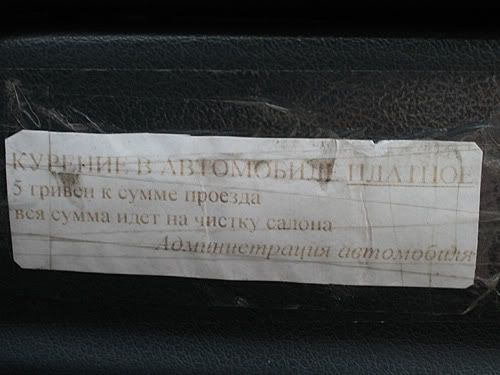 КУРЕНИЕ В АВТОМОБИЛЕ ПЛАТНОЕ
5 гривен к сумме проезда
вся сумма идет на чистку салона
Администрация автомобиля